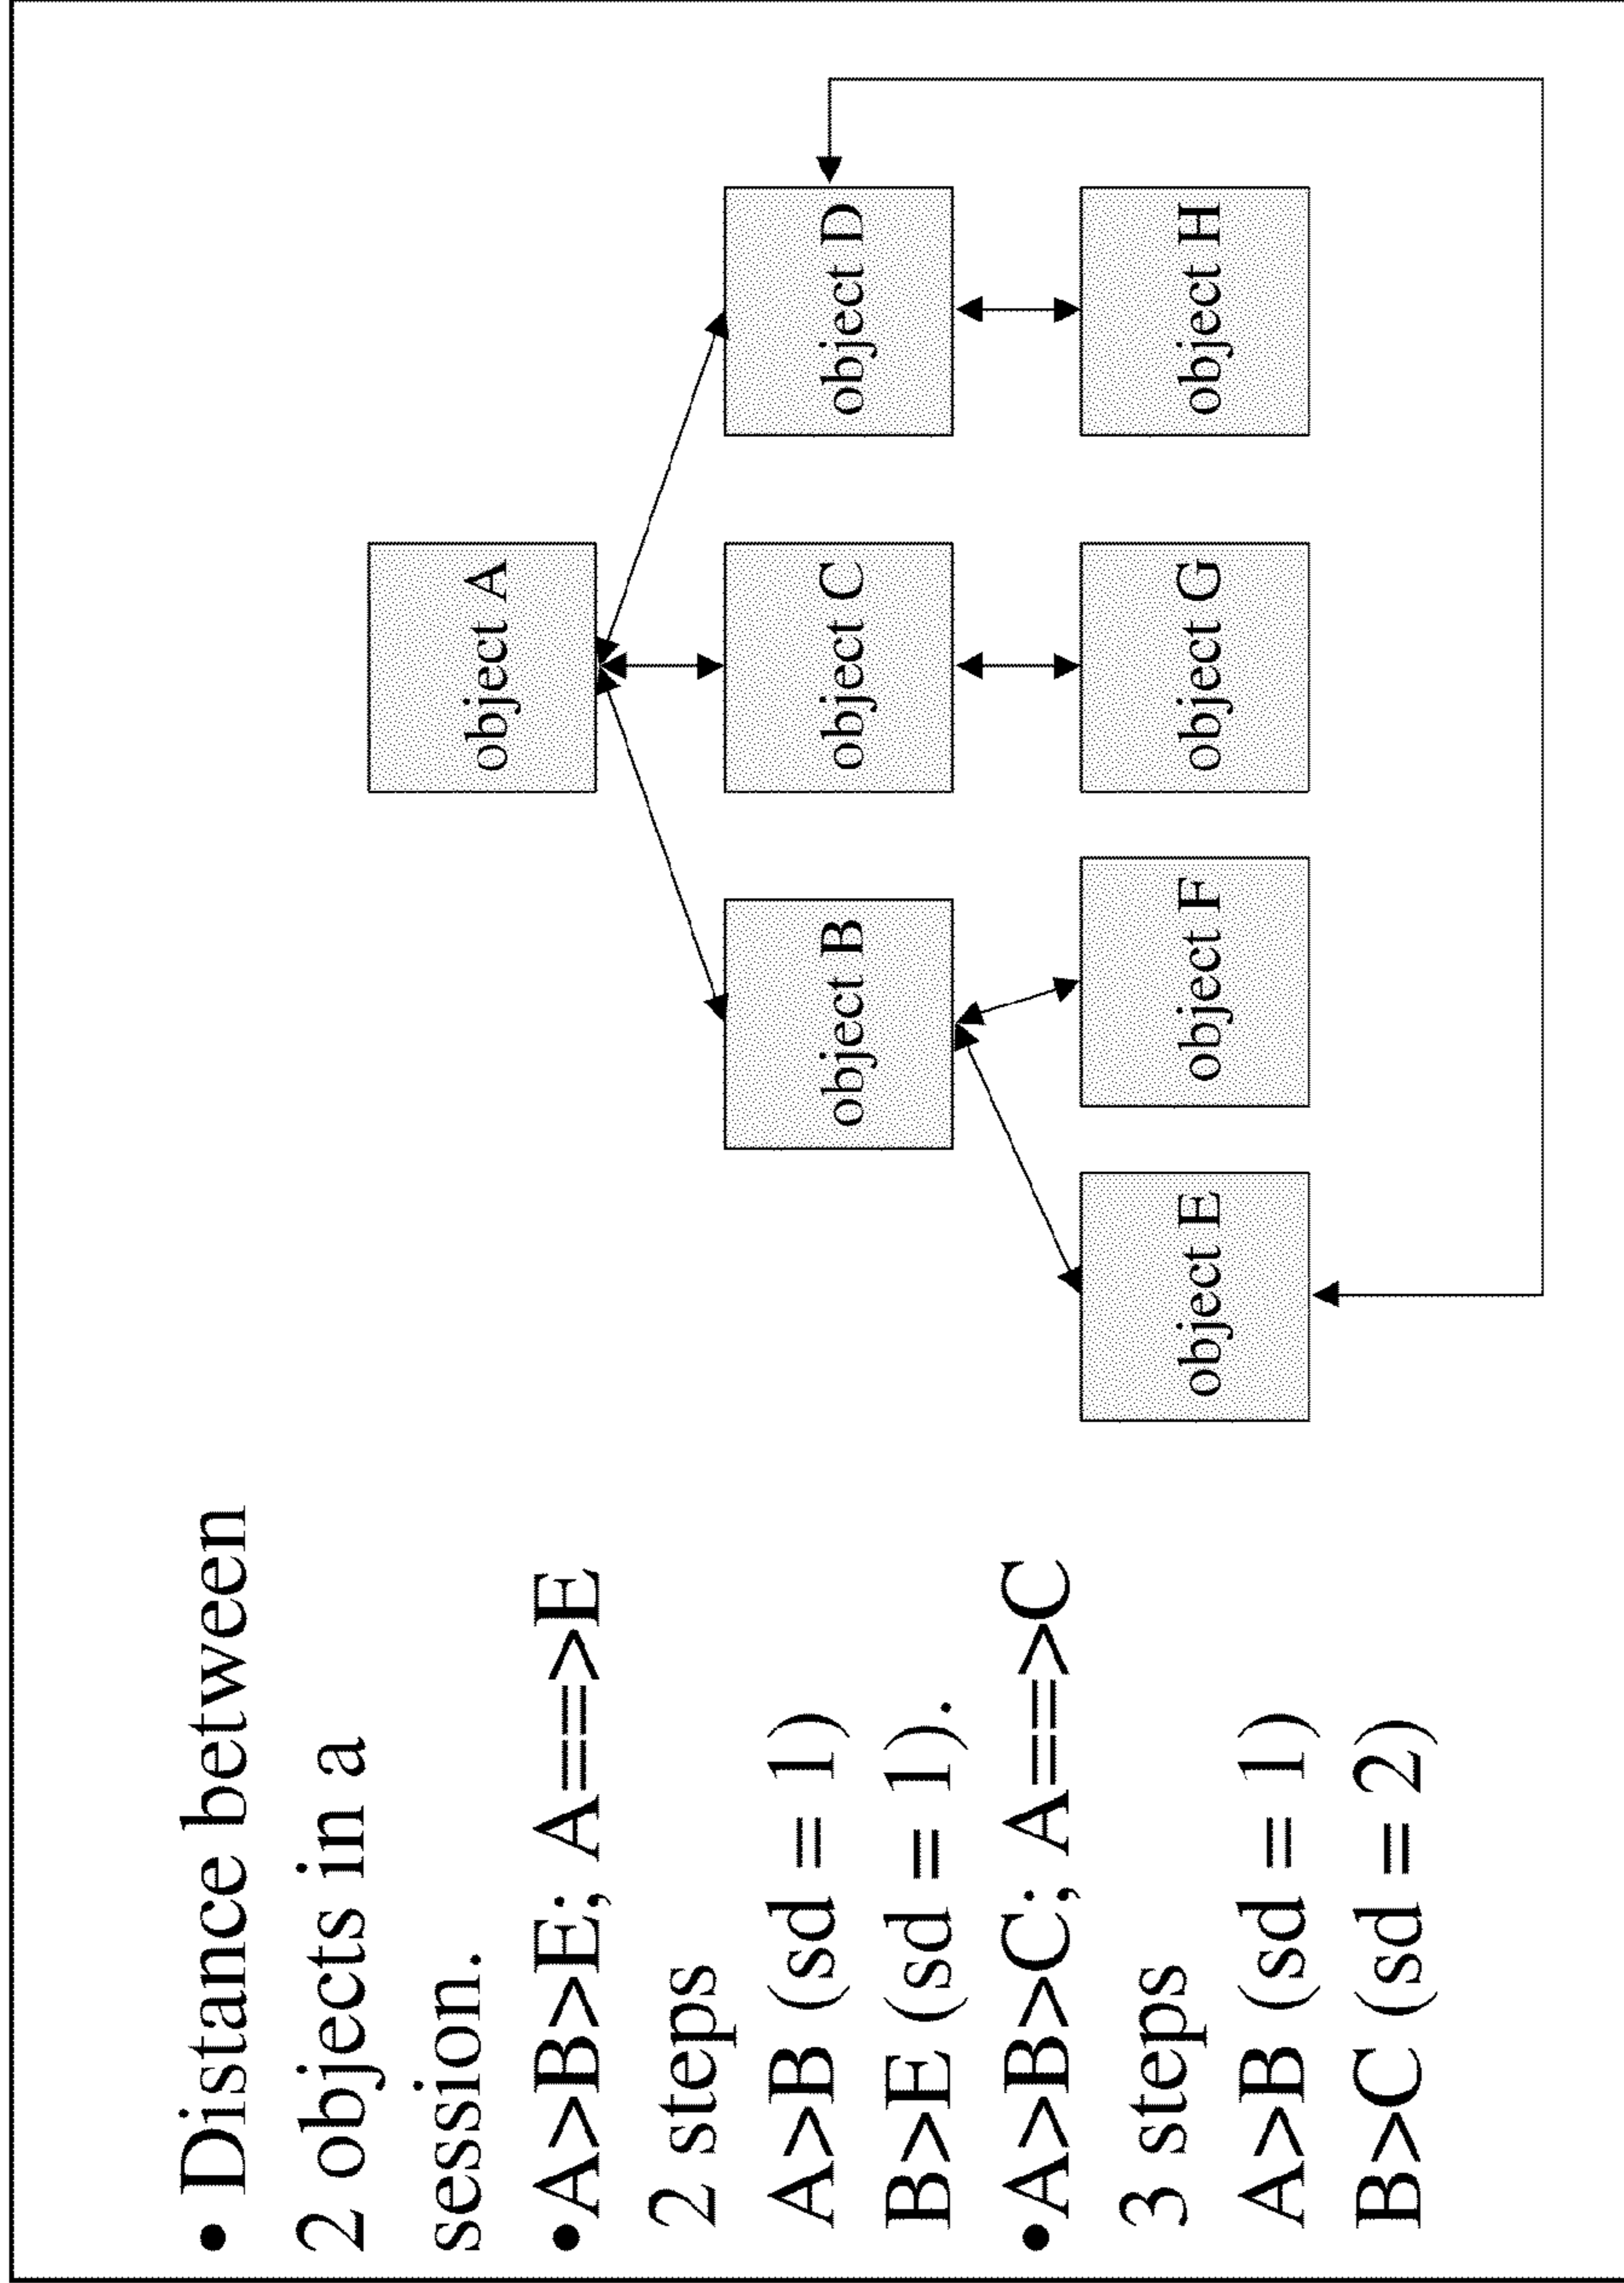 • Distance between
2 objects in a
session.
•A>B>E; A==>E
2 steps
A>B (sd = 1)
B>E (sd = 1).
•A>B>C; A==>C
3 steps
A>B (sd = 1)
B>C (sd = 2)
object A
object B
object C
object D
object E
object F
object G
object H